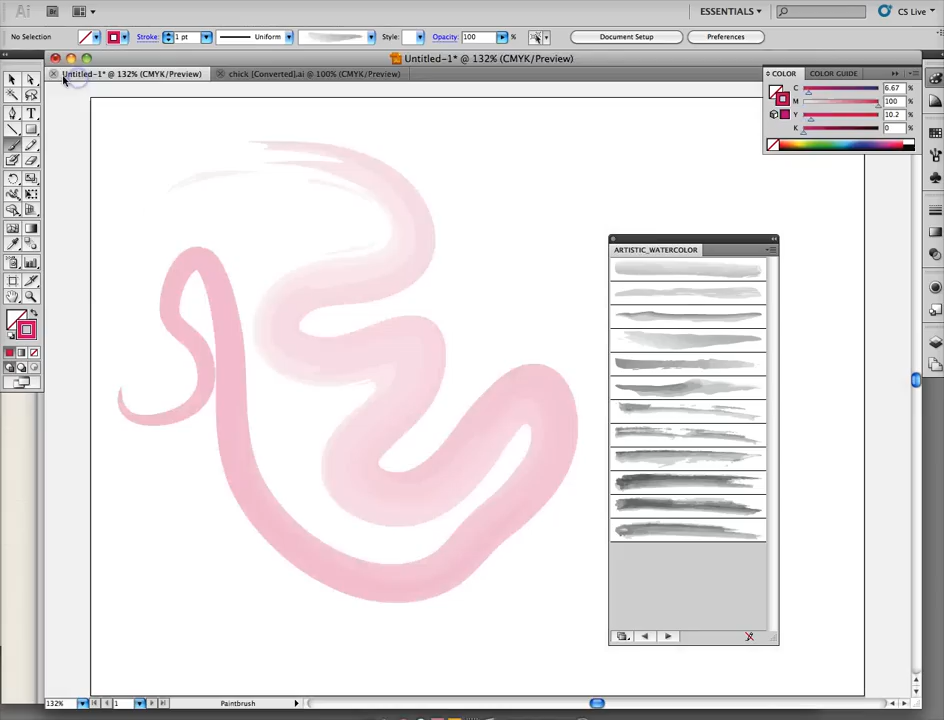 Ai Br ESSENTIALS CS Live
No Selection Stroke: 1 pt Uniform Style: Opacity: 100 % Document Setup Preferences
Untitled-1* @ 132% (CMYK/Preview)
Untitled-1* @ 132% (CMYK/Preview) chick [Converted].ai @ 100% (CMYK/Preview)
COLOR COLOR GUIDE
C 6.67 %
M 100 %
Y 10.2 %
K 0 %
ARTISTIC_WATERCOLOR
132% 1 Paintbrush